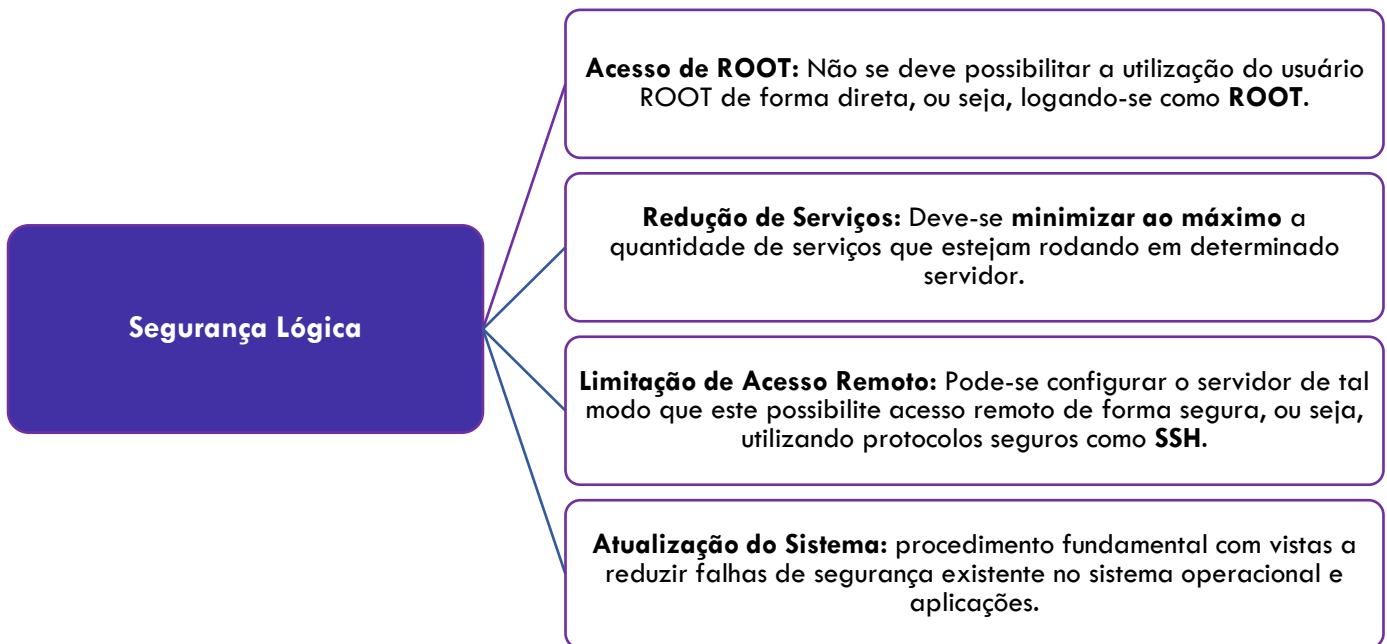 Segurança Lógica
Acesso de ROOT: Não se deve possibilitar a utilização do usuário
ROOT de forma direta, ou seja, logando-se como ROOT.
Redução de Serviços: Deve-se minimizar ao máximo a
quantidade de serviços que estejam rodando em determinado
servidor.
Limitação de Acesso Remoto: Pode-se configurar o servidor de tal
modo que este possibilite acesso remoto de forma segura, ou seja,
utilizando protocolos seguros como SSH.
Atualização do Sistema: procedimento fundamental com vistas a
reduzir falhas de segurança existente no sistema operacional e
aplicações.